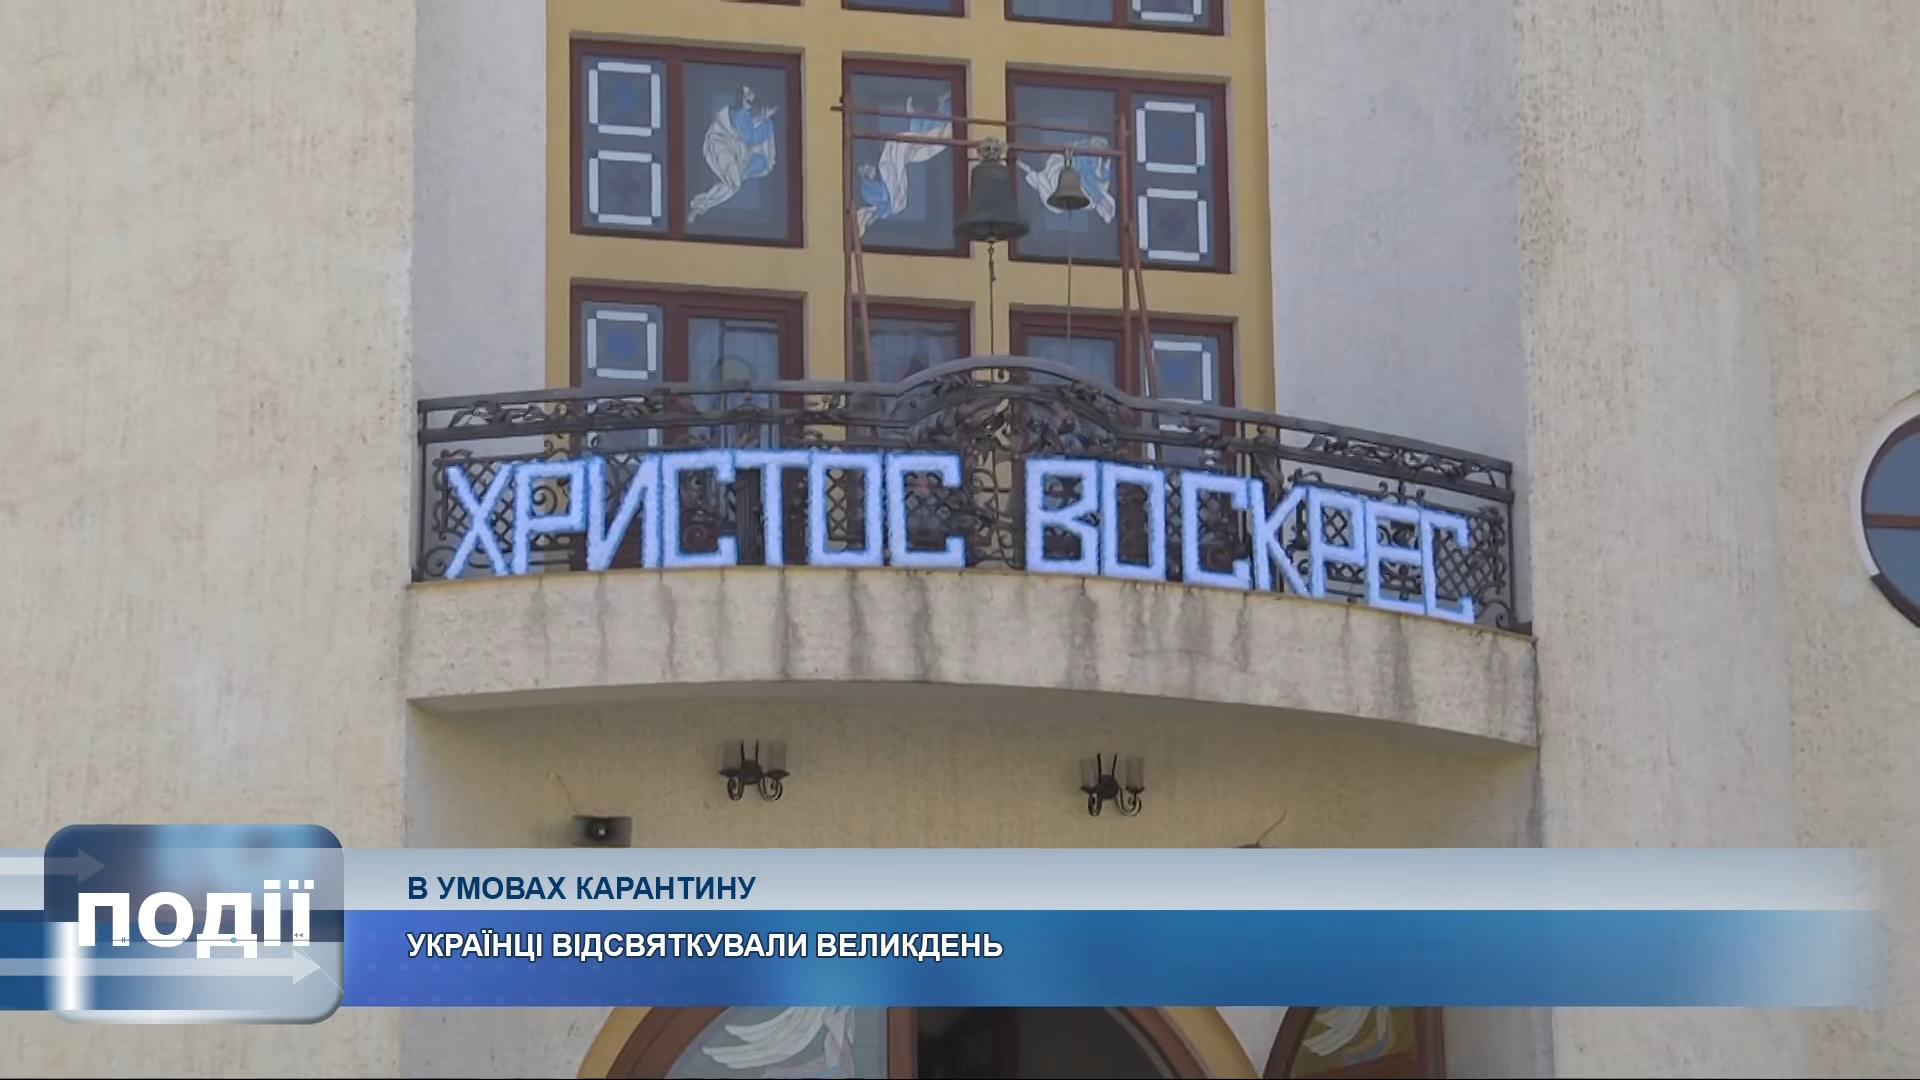 ХРИСТОС ВОСКРЕС
В УМОВАХ КАРАНТИНУ
події
УКРАЇНЦІ ВІДСВЯТКУВАЛИ ВЕЛИКДЕНЬ